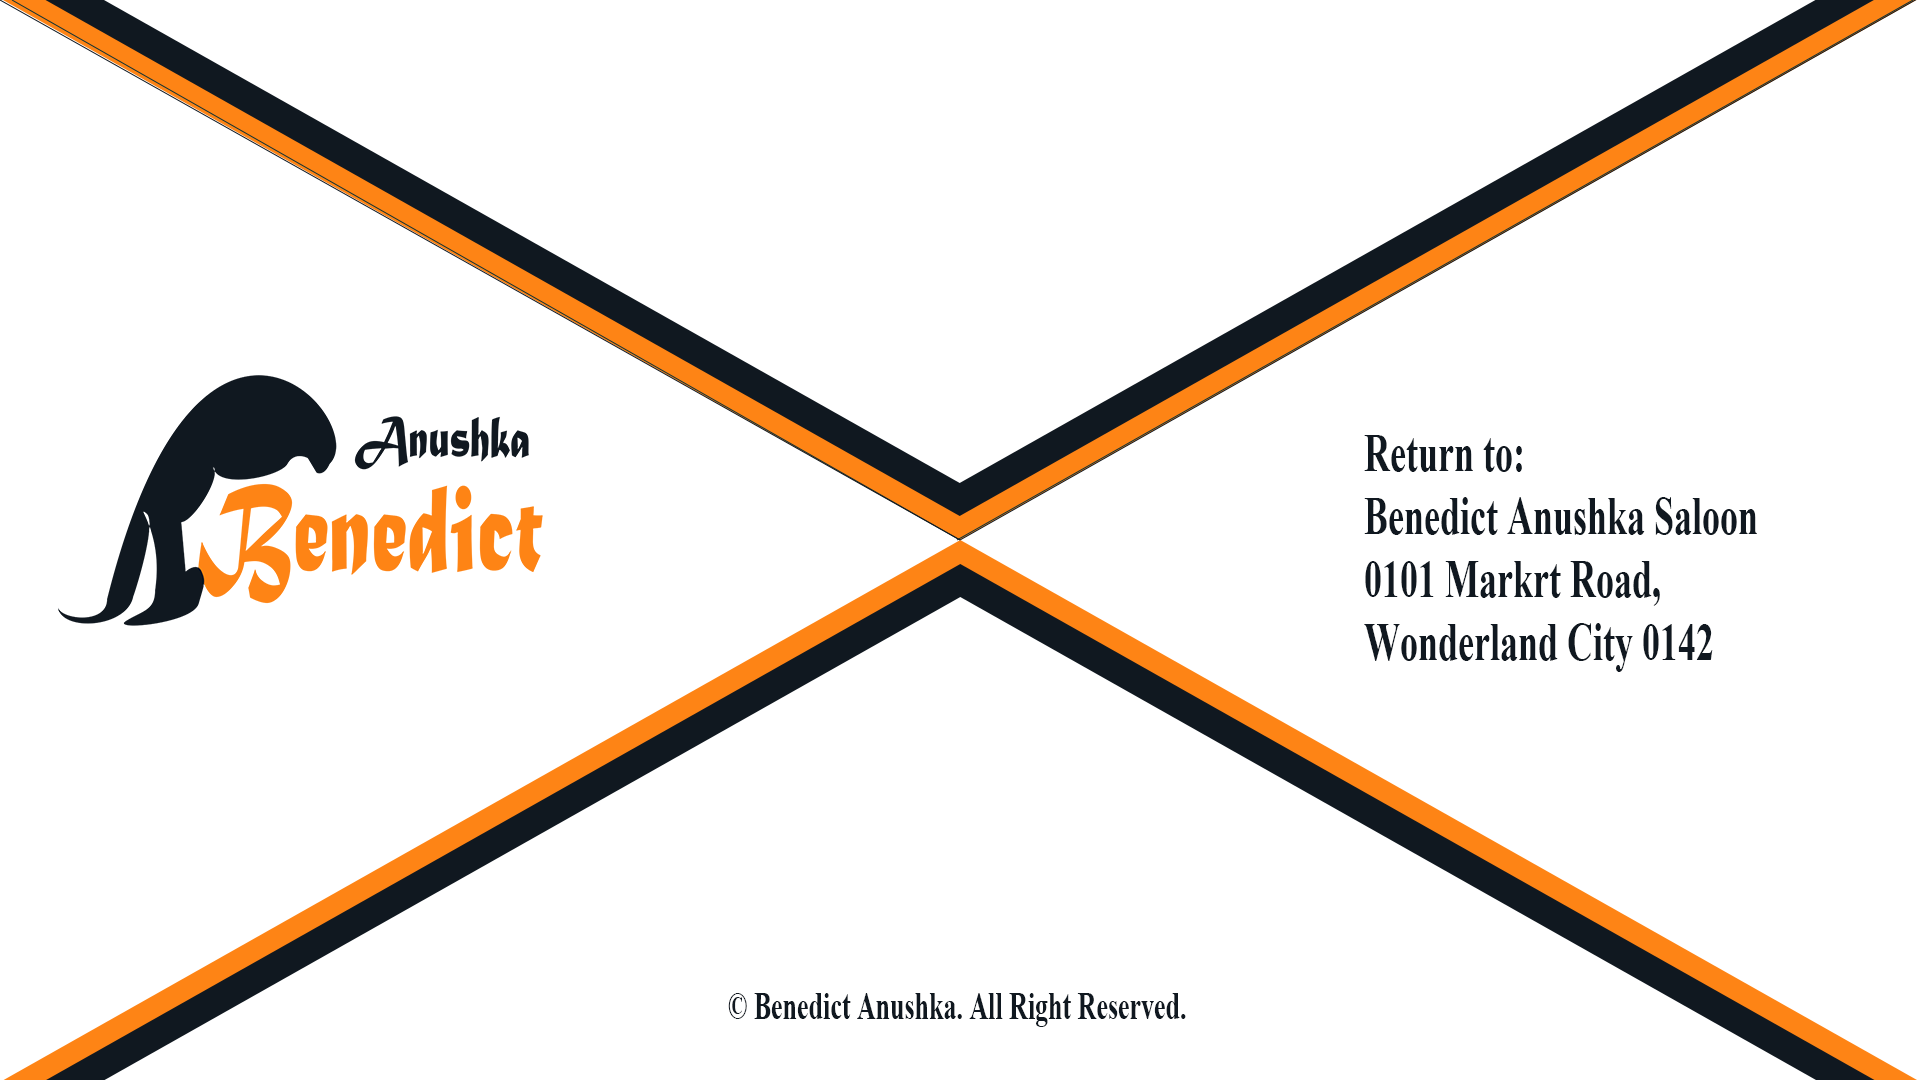 Anushka
Benedict
Return to:
Benedict Anushka Saloon
0101 Markrt Road,
Wonderland City 0142
© Benedict Anushka. All Right Reserved.